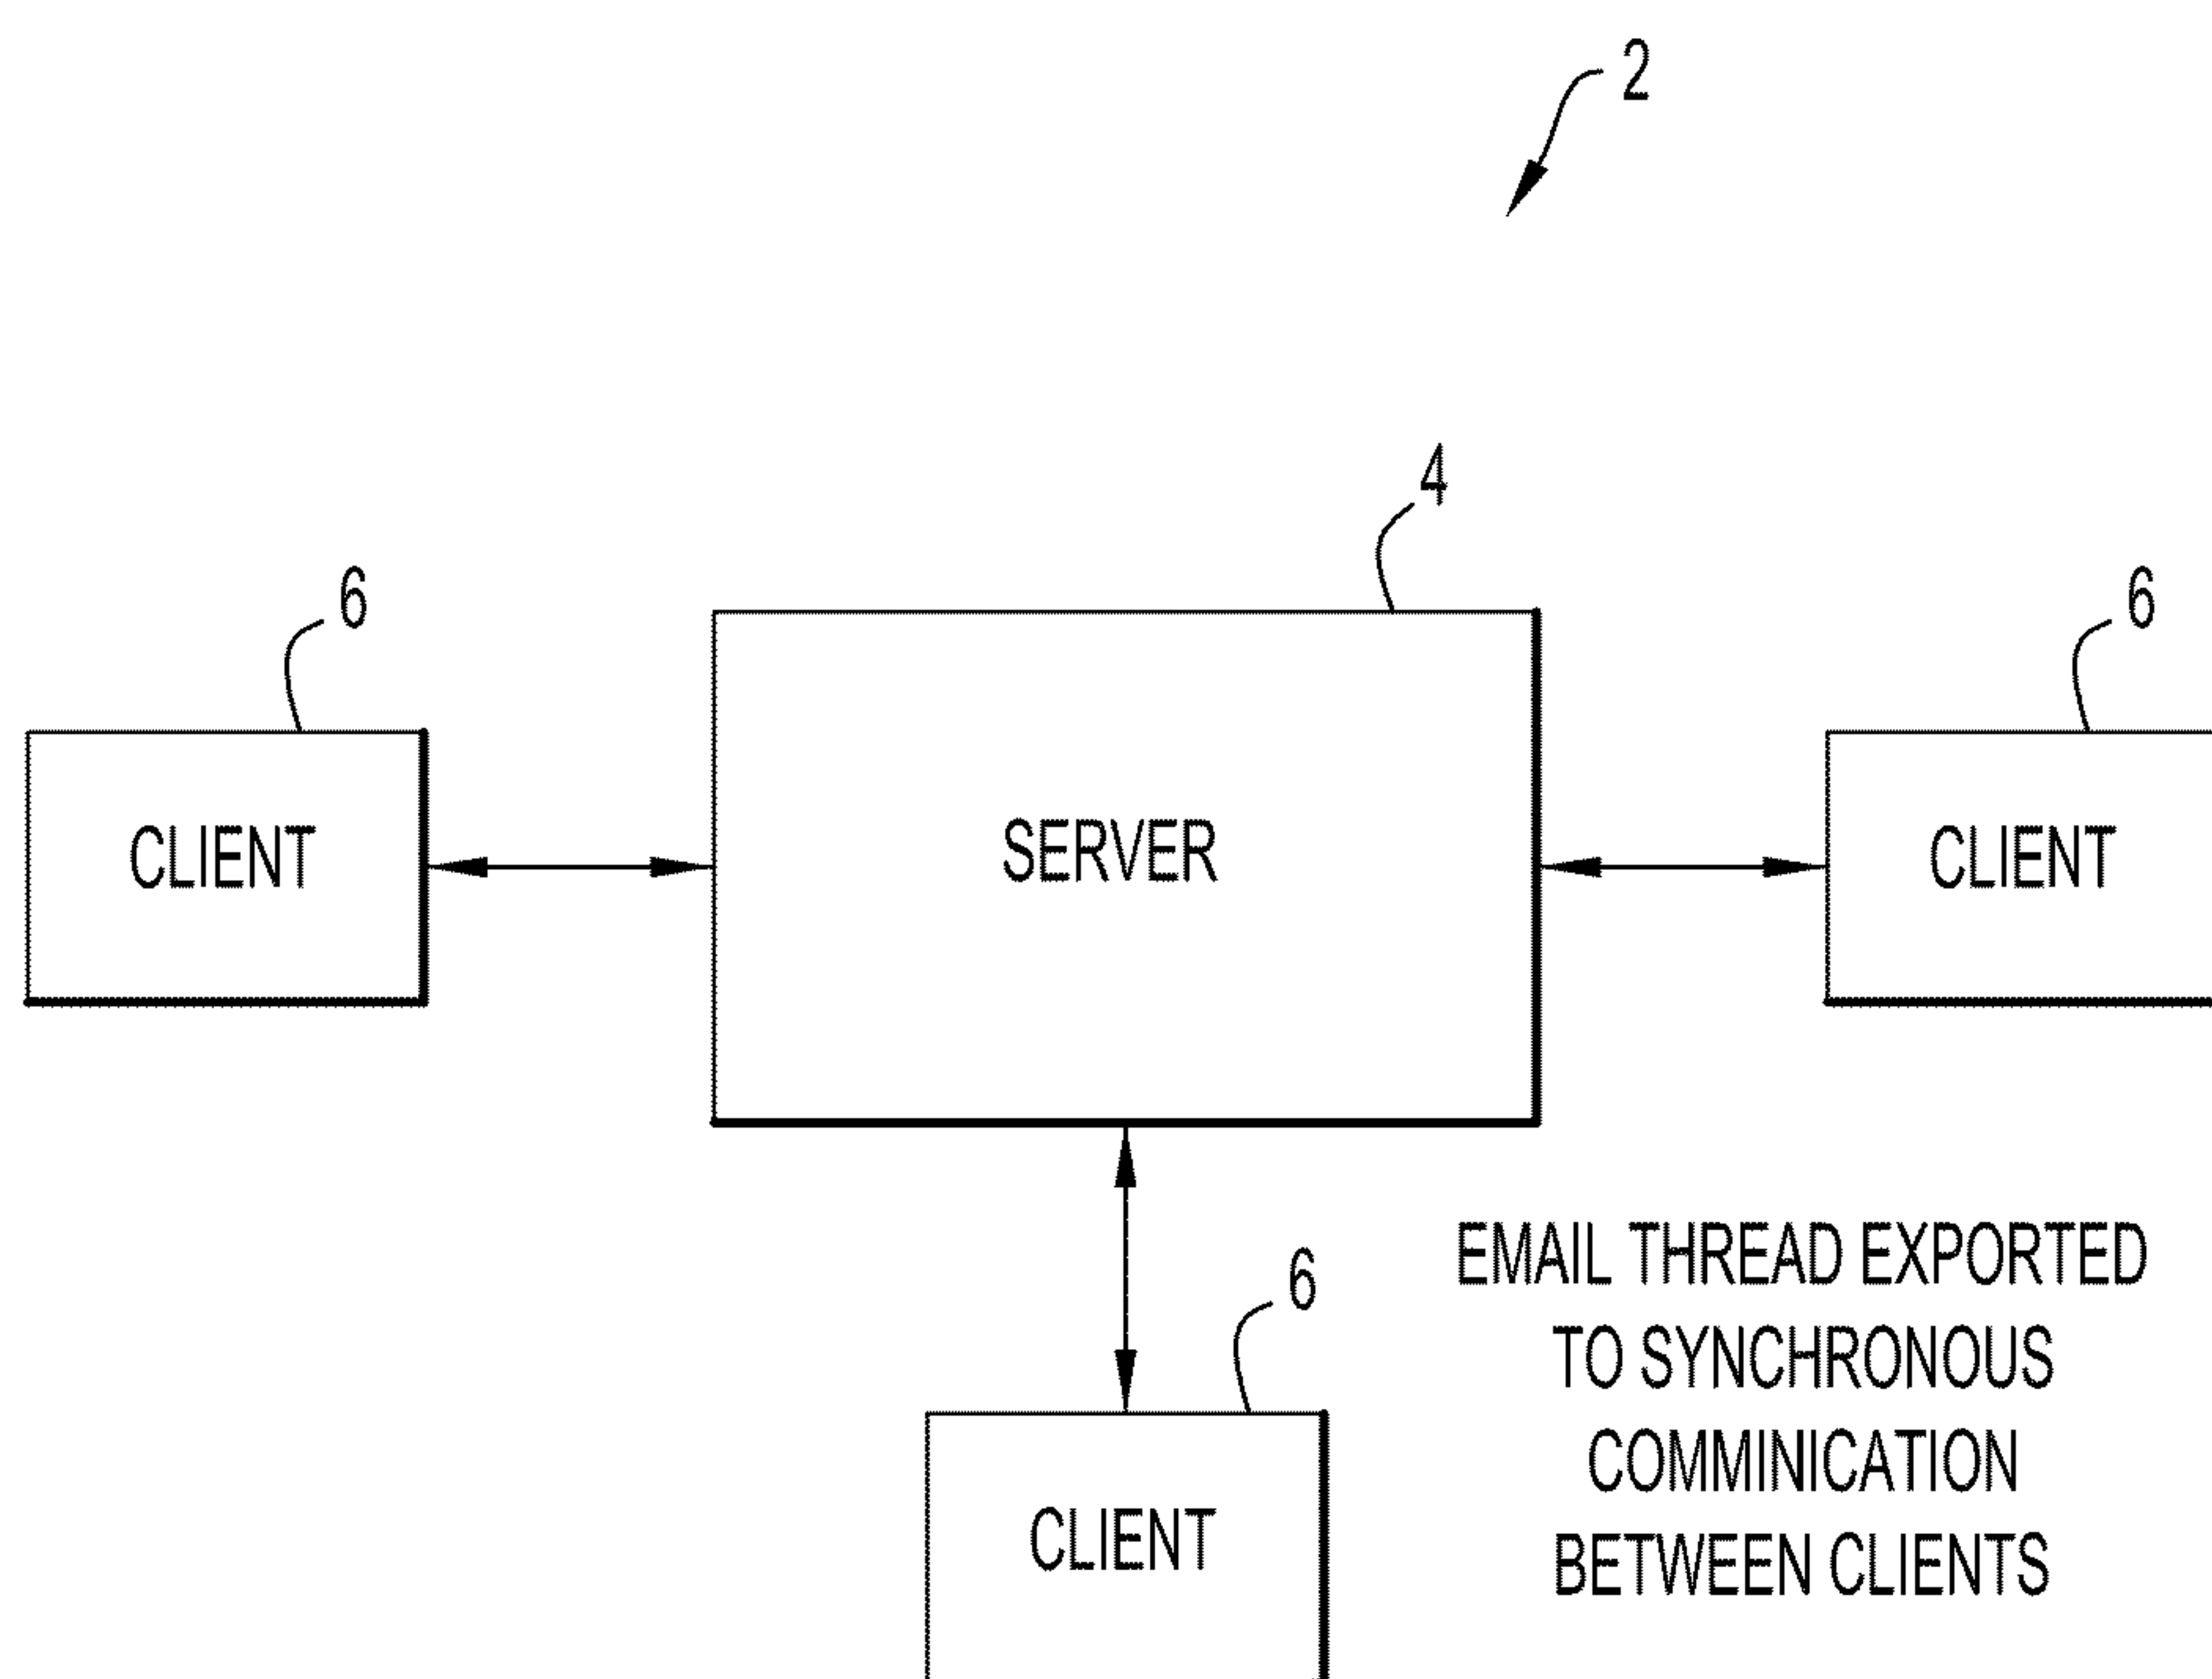 2
4
6
6
CLIENT
SERVER
CLIENT
EMAIL THREAD EXPORTED
TO SYNCHRONOUS
COMMINICATION
BETWEEN CLIENTS
6
CLIENT